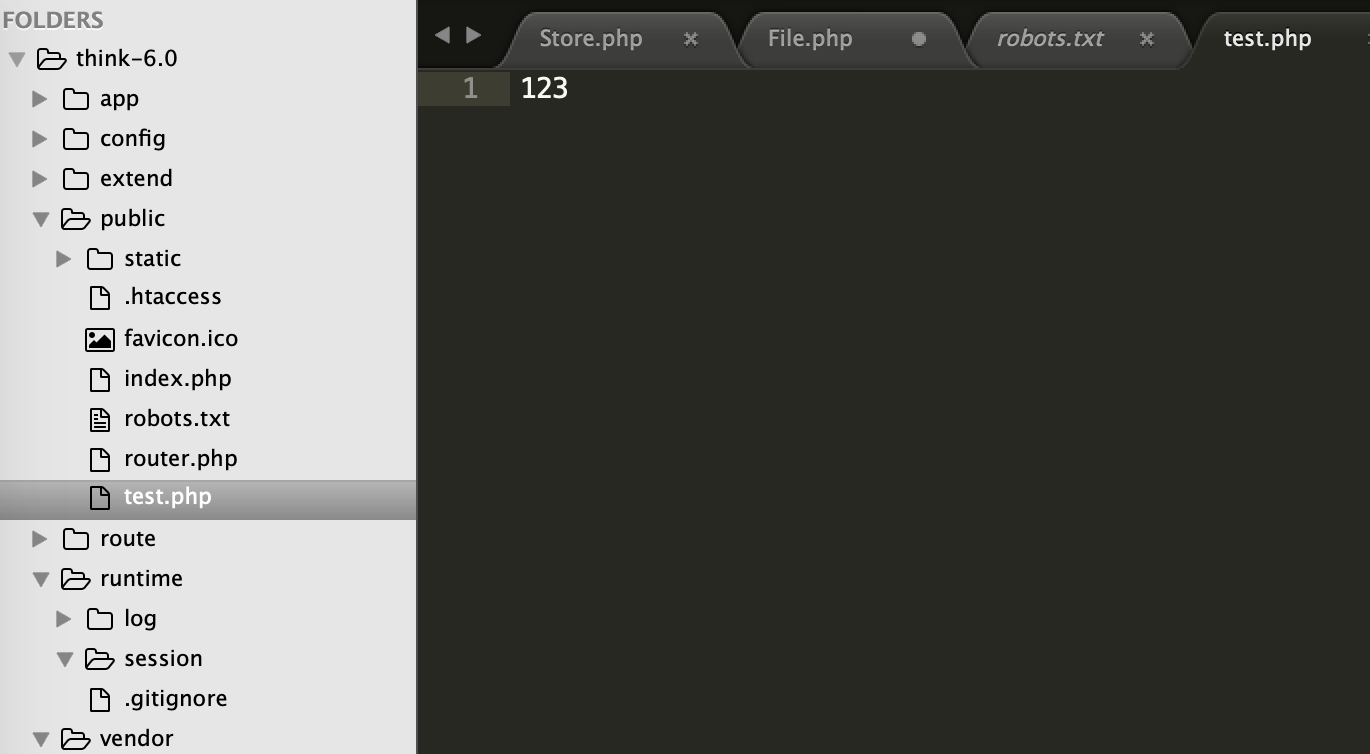 FOLDERS
think-6.0
app
config
extend
public
static
.htaccess
favicon.ico
index.php
robots.txt
router.php
test.php
route
runtime
log
session
.gitignore
vendor
Store.php
File.php
robots.txt
test.php
1 123